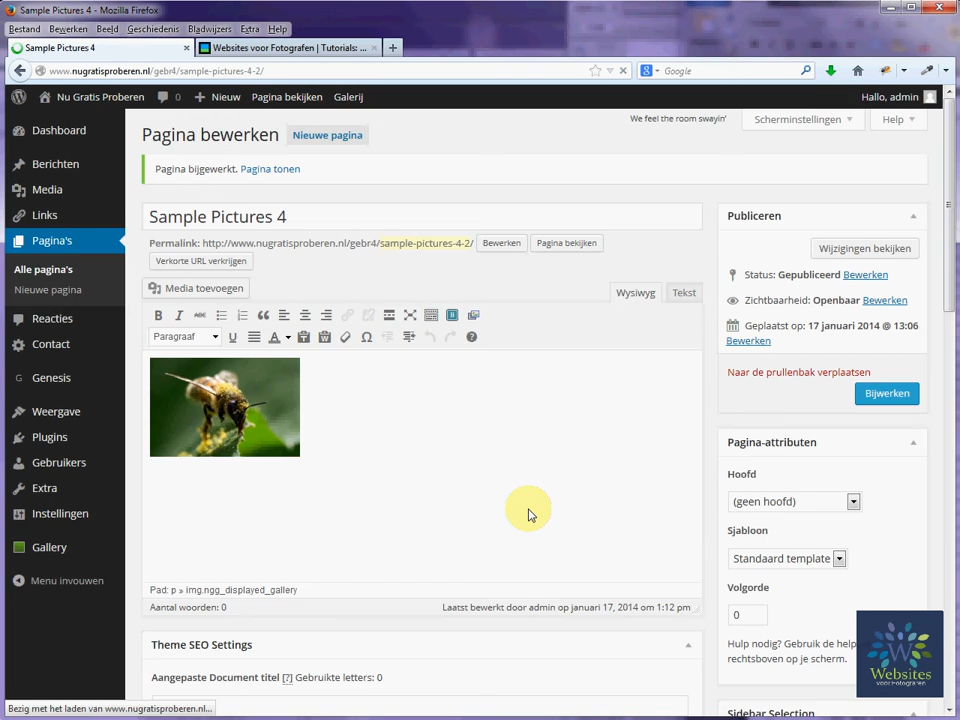 Sample Pictures 4 - Mozilla Firefox
Bestand Bewerken Beeld Geschiedenis Bladwijzers Extra Help
Sample Pictures 4
Websites voor Fotografen | Tutorials: ...
www.nugratisproberen.nl/gebr4/sample-pictures-4-2/
Google
Nu Gratis Proberen 0 Nieuw Pagina bekijken Galerij Hallo, admin
Dashboard
Berichten
Media
Links
Pagina's
Alle pagina's
Nieuwe pagina
Reacties
Contact
Genesis
Weergave
Plugins
Gebruikers
Extra
Instellingen
Gallery
Menu invouwen
We feel the room swayin'
Scherminstellingen
Help
Pagina bewerken Nieuwe pagina
Pagina bijgewerkt. Pagina tonen
Sample Pictures 4
Permalink: http://www.nugratisproberen.nl/gebr4/sample-pictures-4-2/ Bewerken Pagina bekijken
Verkorte URL verkrijgen
Media toevoegen
Wysiwyg Tekst
B I ABC
Paragraaf U A
Pad: p » img.ngg_displayed_gallery
Aantal woorden: 0 Laatst bewerkt door admin op januari 17, 2014 om 1:12 pm
Theme SEO Settings
Aangepaste Document titel [?] Gebruikte letters: 0
Publiceren
Wijzigingen bekijken
Status: Gepubliceerd Bewerken
Zichtbaarheid: Openbaar Bewerken
Geplaatst op: 17 januari 2014 @ 13:06
Bewerken
Naar de prullenbak verplaatsen
Bijwerken
Pagina-attributen
Hoofd
(geen hoofd)
Sjabloon
Standaard template
Volgorde
0
Hulp nodig? Gebruik de help
rechtsboven op je scherm.
Sidebar Selection
W
Websites
voor Fotografen
Bezig met het laden van www.nugratisproberen.nl...